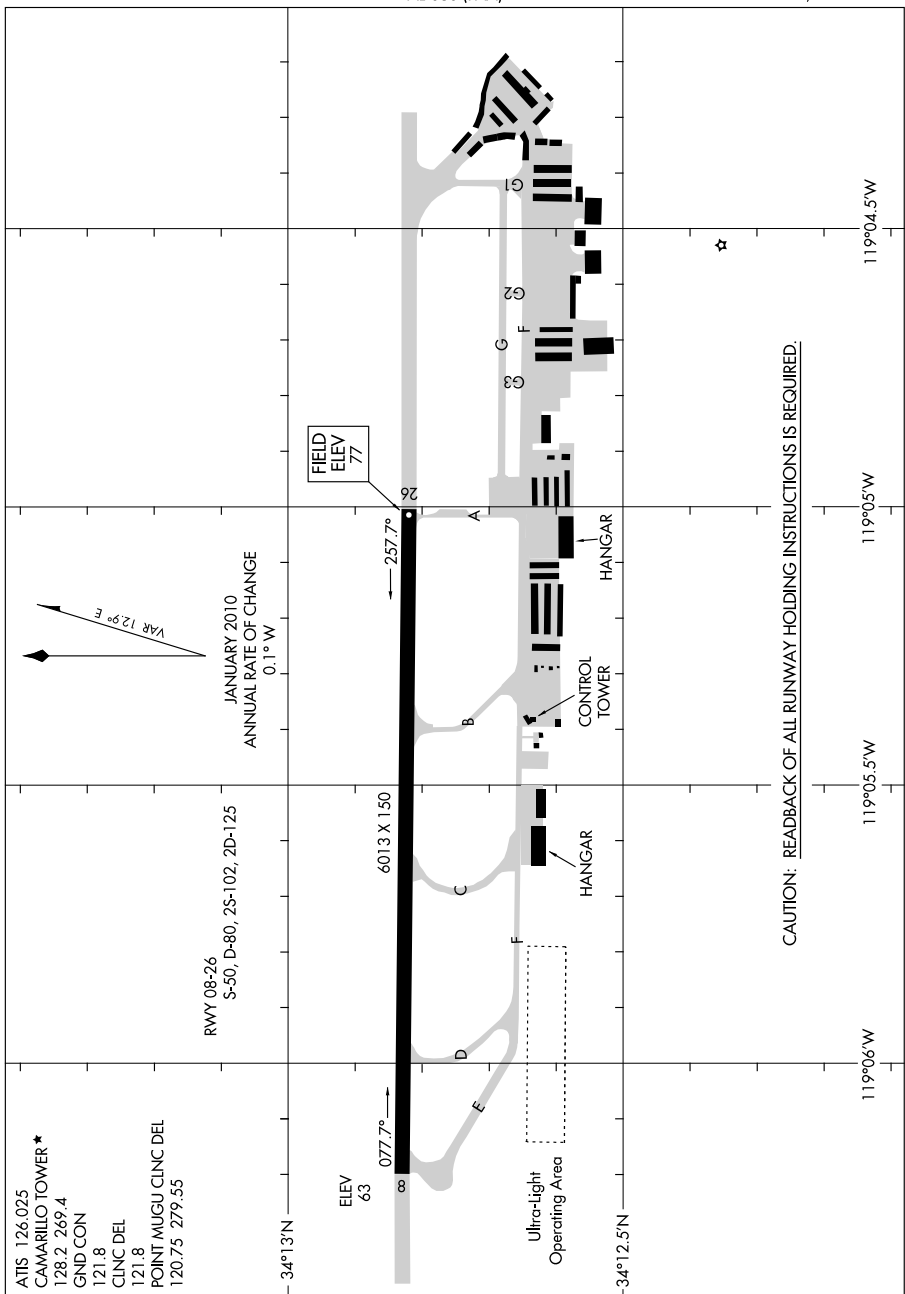 ATIS 126.025
CAMARILLO TOWER ★
128.2 269.4
GND CON
121.8
CLNC DEL
121.8
POINT MUGU CLNC DEL
120.75 279.55
RWY 08-26
S-50, D-80, 2S-102, 2D-125
VAR 12.9° E
JANUARY 2010
ANNUAL RATE OF CHANGE
0.1° W
34°13'N
FIELD
ELEV
77
ELEV
63
8
077.7°
6013 X 150
257.7°
26
A
B
C
D
E
F
F
G
G1
G2
G3
HANGAR
CONTROL
TOWER
HANGAR
Ultra-Light
Operating Area
34°12.5'N
CAUTION: READBACK OF ALL RUNWAY HOLDING INSTRUCTIONS IS REQUIRED.
119°06'W
119°05.5'W
119°05'W
119°04.5'W